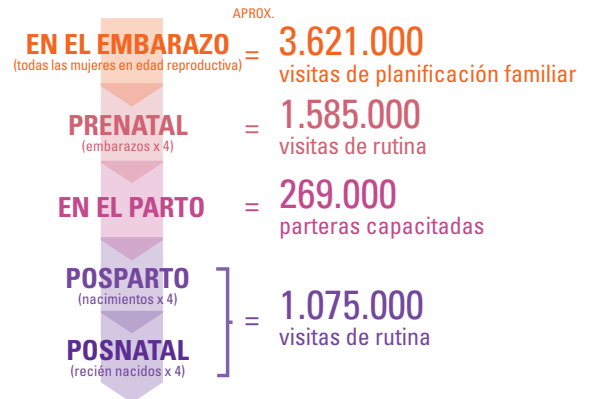 APROX.
EN EL EMBARAZO
(todas las mujeres en edad reproductiva)
= 3.621.000
visitas de planificación familiar
PRENATAL
(embarazos x 4)
= 1.585.000
visitas de rutina
EN EL PARTO
= 269.000
parteras capacitadas
POSPARTO
(nacimientos x 4)
POSNATAL
(recién nacidos x 4)
= 1.075.000
visitas de rutina